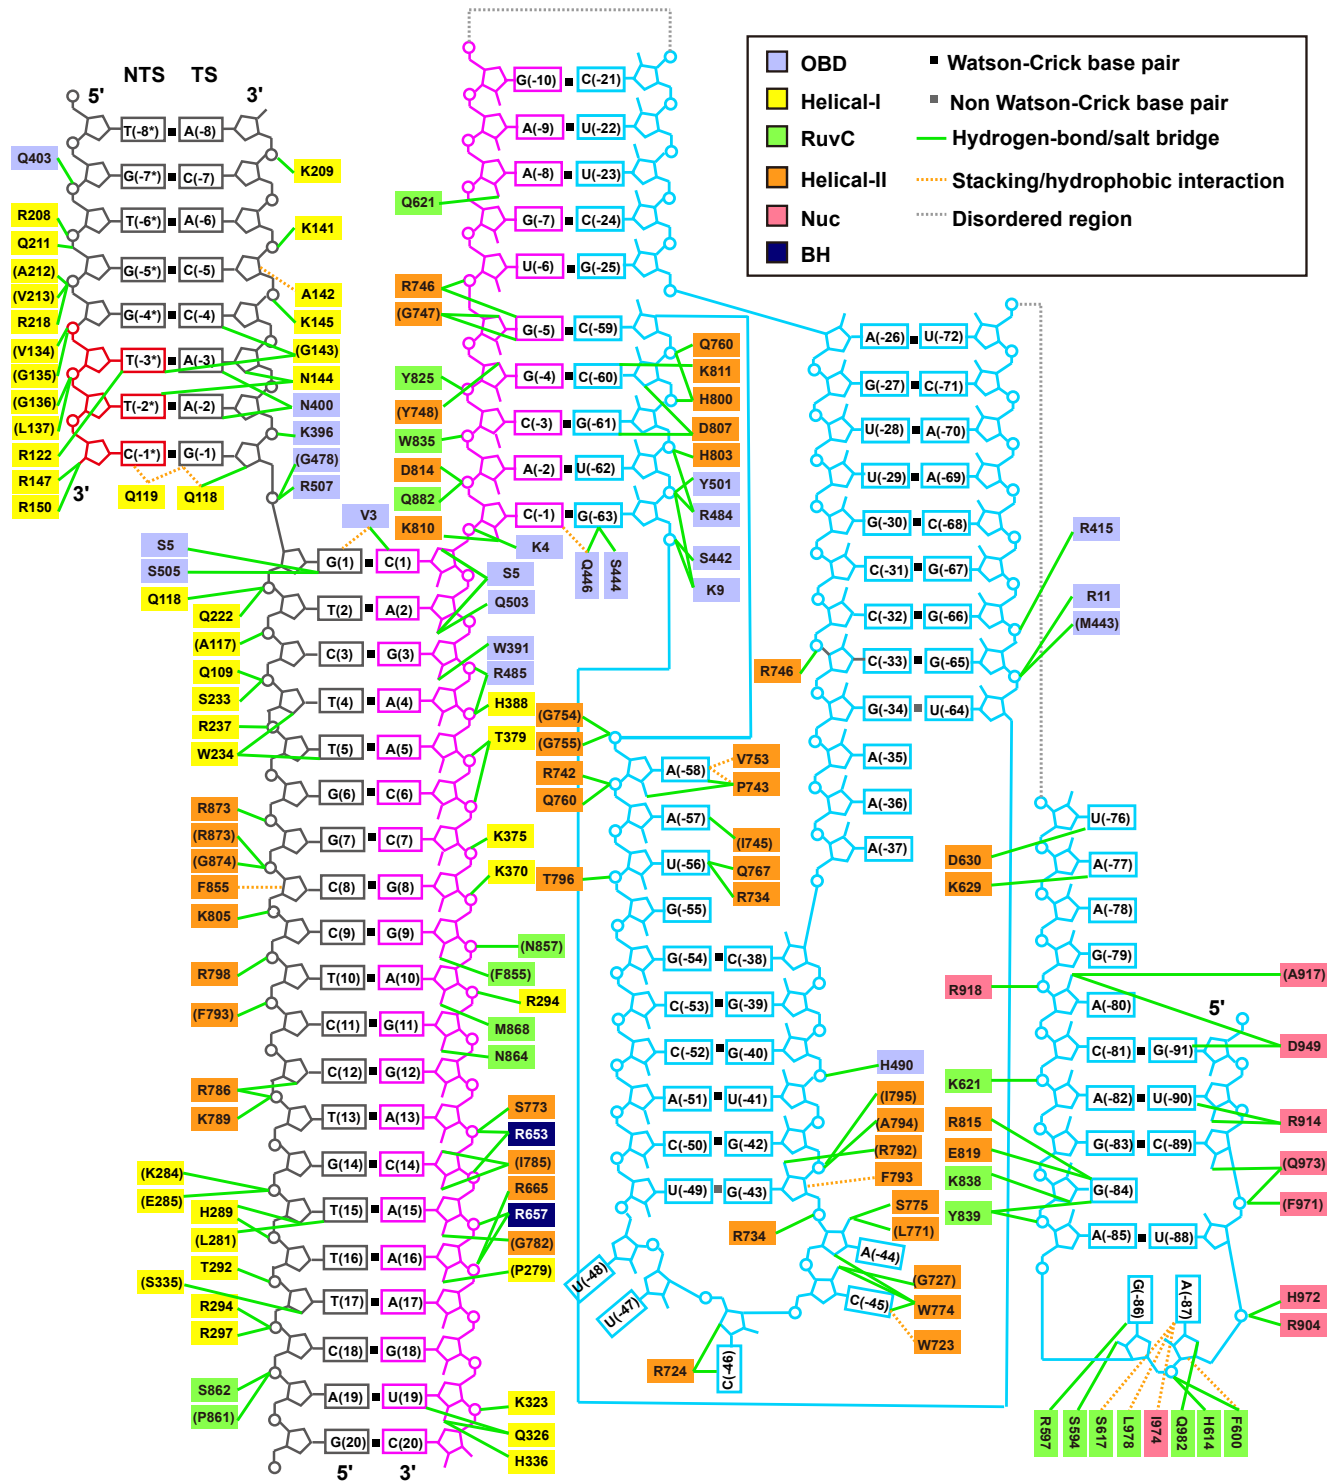 5' NTS TS 3'
T(-8*) A(-8)
G(-7*) C(-7)
T(-6*) A(-6)
G(-5*) C(-5)
G(-4*) C(-4)
T(-3*) A(-3)
T(-2*) A(-2)
C(-1*) G(-1)
3'
Q403
R208
Q211
(A212)
(V213)
R218
(V134)
(G135)
(G136)
(L137)
R122
R147
R150
Q119
Q118
K209
K141
A142
K145
(G143)
N144
N400
K396
(G478)
R507
V3
S5
S505
Q118
Q222
(A117)
Q109
S233
R237
W234
R873
(R873)
(G874)
F855
K805
R798
(F793)
R786
K789
(K284)
(E285)
H289
(L281)
T292
(S335)
R294
R297
S862
(P861)
G(1) C(1)
T(2) A(2)
C(3) G(3)
T(4) A(4)
T(5) A(5)
G(6) C(6)
G(7) C(7)
C(8) G(8)
C(9) G(9)
T(10) A(10)
C(11) G(11)
C(12) G(12)
T(13) A(13)
G(14) C(14)
T(15) A(15)
T(16) A(16)
T(17) A(17)
C(18) G(18)
A(19) U(19)
G(20) C(20)
5' 3'
K4
S5
Q503
W391
R485
H388
T379
K375
K370
(N857)
(F855)
R294
M868
N864
S773
R653
(I785)
R665
R657
(G782)
(P279)
K323
Q326
H336
G(-10) C(-21)
A(-9) U(-22)
A(-8) U(-23)
G(-7) C(-24)
U(-6) G(-25)
G(-5) C(-59)
G(-4) C(-60)
C(-3) G(-61)
A(-2) U(-62)
C(-1) G(-63)
Q621
R746
(G747)
Y825
(Y748)
W835
D814
Q882
K810
Q760
K811
H800
D807
H803
Y501
R484
S442
K9
Q446
S444
OBD
Helical-I
RuvC
Helical-II
Nuc
BH
Watson-Crick base pair
Non Watson-Crick base pair
Hydrogen-bond/salt bridge
Stacking/hydrophobic interaction
Disordered region
A(-26) U(-72)
G(-27) C(-71)
U(-28) A(-70)
U(-29) A(-69)
G(-30) C(-68)
C(-31) G(-67)
C(-32) G(-66)
C(-33) G(-65)
G(-34) U(-64)
A(-35)
A(-36)
A(-37)
R746
R415
R11
(M443)
(G754)
(G755)
R742
Q760
T796
A(-58)
A(-57)
U(-56)
G(-55)
G(-54) C(-38)
C(-53) G(-39)
C(-52) G(-40)
A(-51) U(-41)
C(-50) G(-42)
U(-49) G(-43)
U(-48)
U(-47)
C(-46)
C(-45)
A(-44)
V753
P743
(I745)
Q767
R734
H490
(I795)
(A794)
(R792)
F793
S775
(L771)
R734
(G727)
W774
W723
R724
U(-76)
A(-77)
A(-78)
G(-79)
A(-80)
C(-81) G(-91)
A(-82) U(-90)
G(-83) C(-89)
G(-84)
A(-85) U(-88)
G(-86)
A(-87)
5'
D630
K629
R918
K621
R815
E819
K838
Y839
(A917)
D949
R914
(Q973)
(F971)
H972
R904
R597
S594
S617
L978
I974
Q982
H614
F600